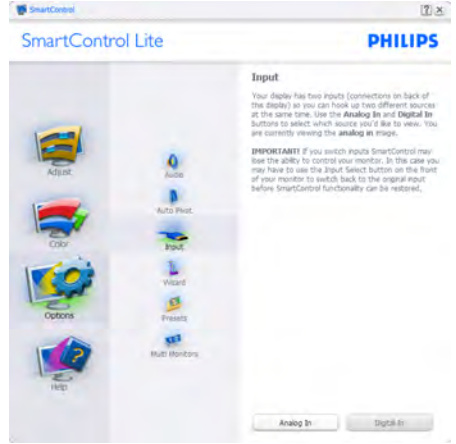 SmartControl
SmartControl Lite
PHILIPS
Adjust
Color
Options
Help
Audio
Auto Pivot
Input
Wizard
Presets
Multi Monitors
Input
Your display has two inputs (connections on back of
the display) so you can hook up two different sources
at the same time. Use the Analog In and Digital In
buttons to select which source you'd like to view. You
are currently viewing the analog in image.
IMPORTANT! If you switch inputs SmartControl may
lose the ability to control your monitor. In this case you
may have to use the Input Select button on the front
of your monitor to switch back to the original input
before SmartControl functionality can be restored.
Analog In
Digital In